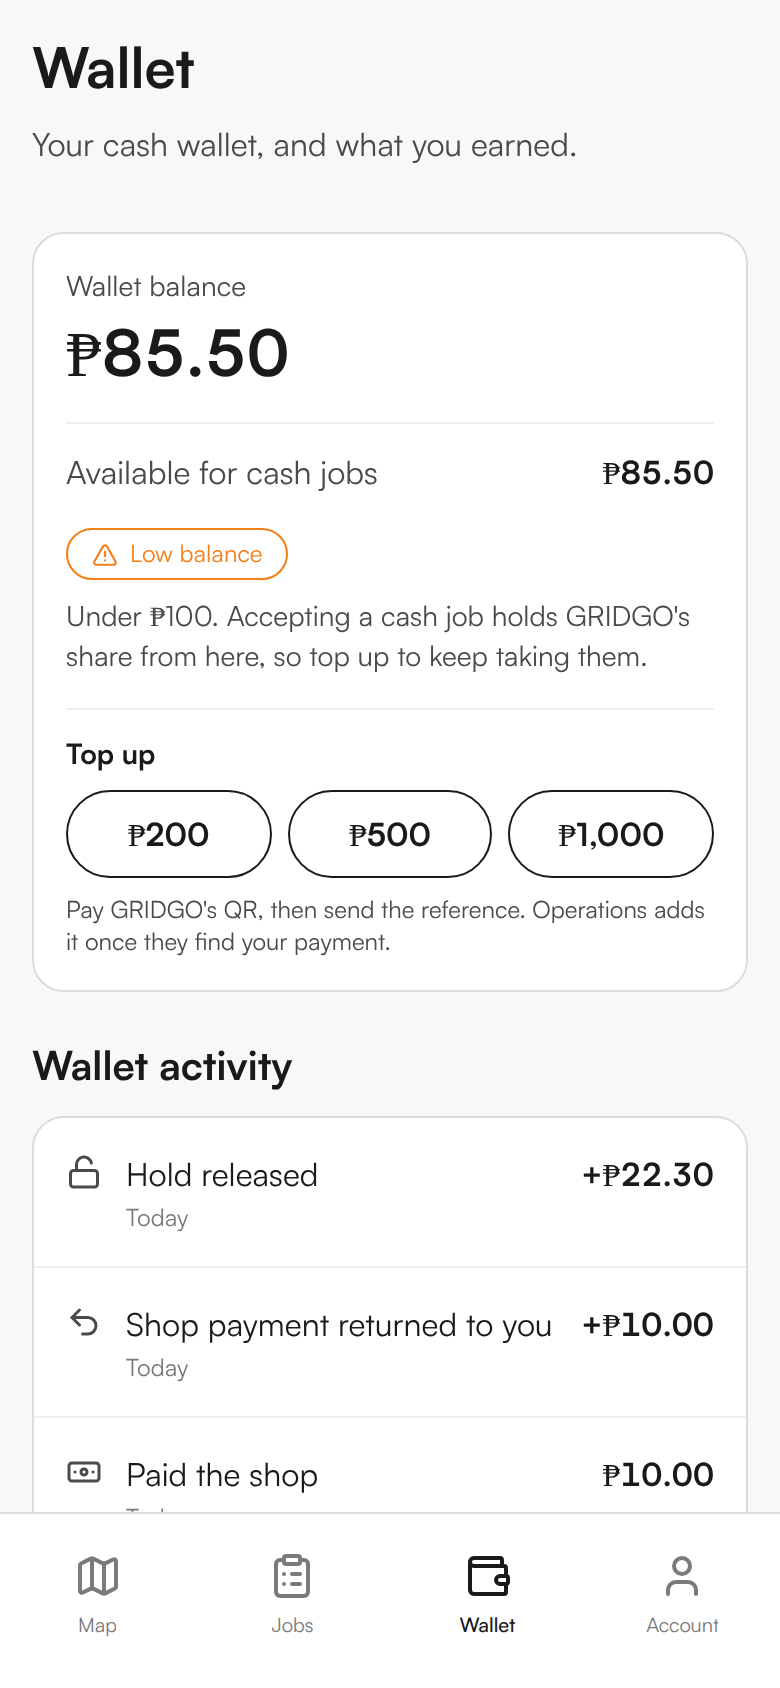 Wallet
Your cash wallet, and what you earned.
Wallet balance
₱85.50
Available for cash jobs ₱85.50
Low balance
Under ₱100. Accepting a cash job holds GRIDGO's
share from here, so top up to keep taking them.
Top up
₱200 ₱500 ₱1,000
Pay GRIDGO's QR, then send the reference. Operations adds
it once they find your payment.
Wallet activity
Hold released +₱22.30
Today
Shop payment returned to you +₱10.00
Today
Paid the shop ₱10.00
Map Jobs Wallet Account